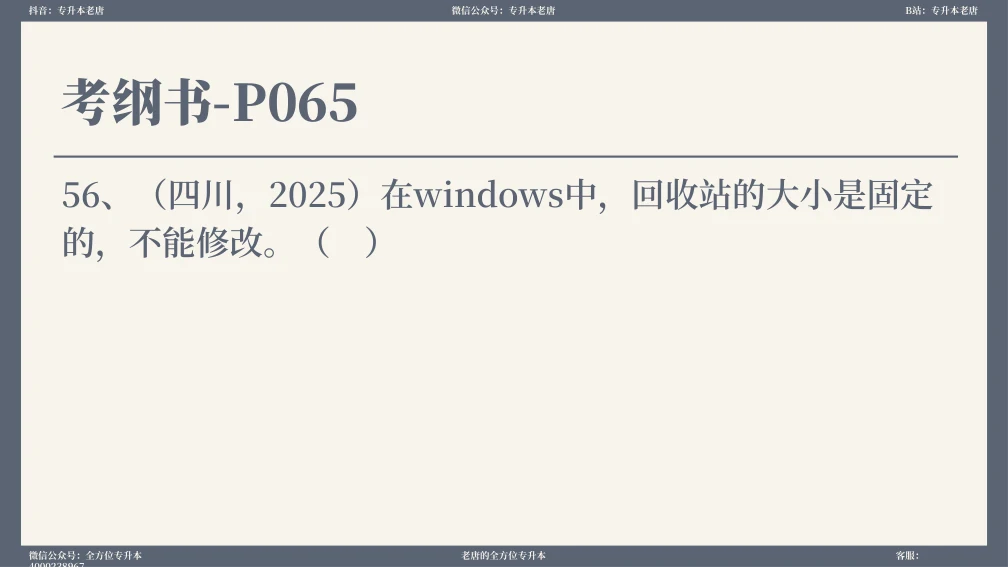 抖音：专升本老唐
微信公众号：专升本老唐
B站：专升本老唐
考纲书-P065
56、（四川，2025）在windows中，回收站的大小是固定
的，不能修改。（　）
微信公众号：全方位专升本
老唐的全方位专升本
客服：
4000238967